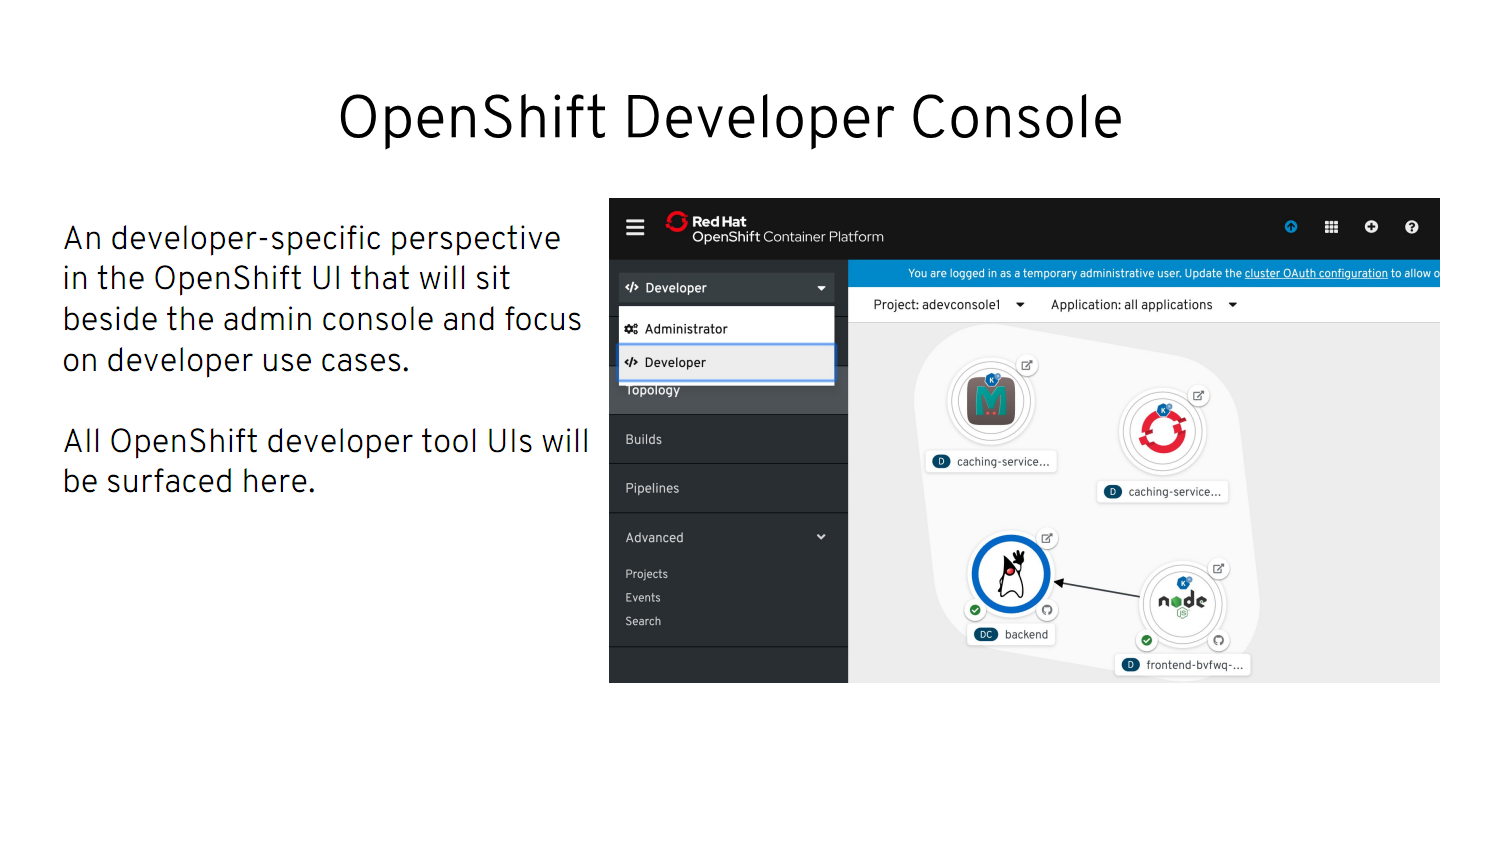 OpenShift Developer Console
An developer-specific perspective
in the OpenShift UI that will sit
beside the admin console and focus
on developer use cases.
All OpenShift developer tool UIs will
be surfaced here.
Red Hat
OpenShift Container Platform
You are logged in as a temporary administrative user. Update the cluster OAuth configuration to allow o
Developer
Project: adevconsole1
Application: all applications
Administrator
Developer
Topology
Builds
Pipelines
Advanced
Projects
Events
Search
M
K
D caching-service...
K
D caching-service...
DC backend
K
node
JS
D frontend-bvfwq-...